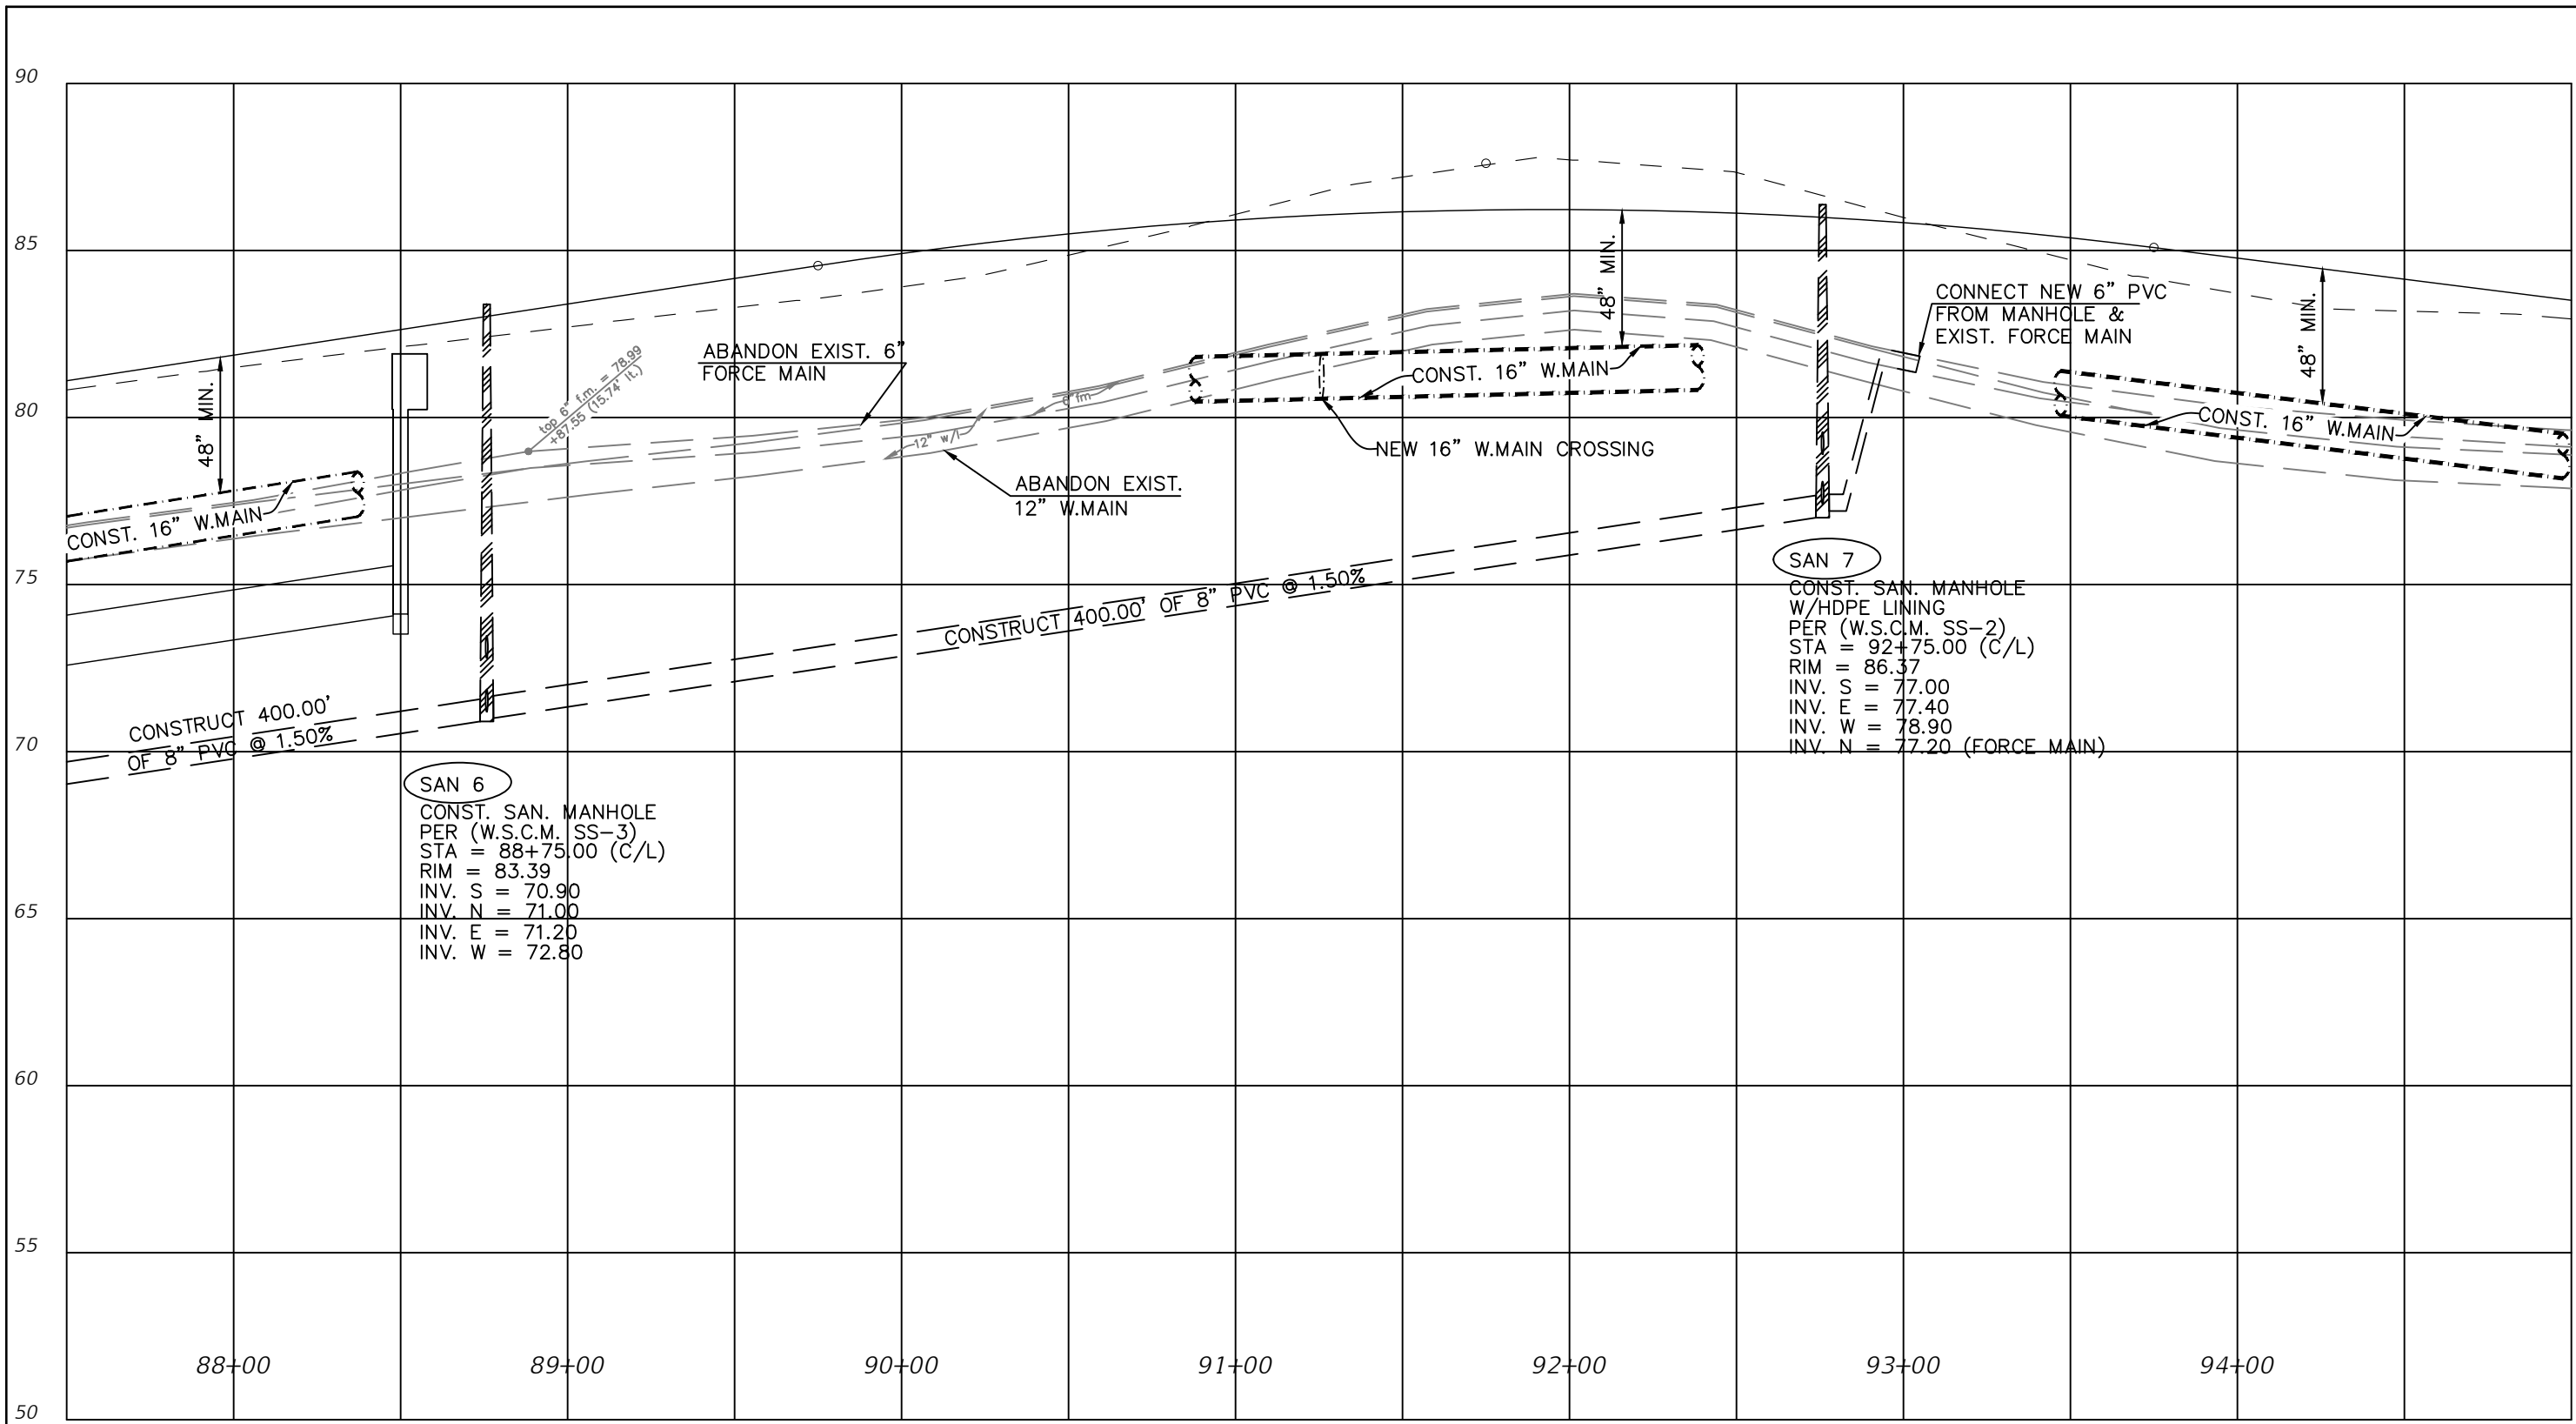 90
85
80
75
70
65
60
55
50
48” MIN.
CONST. 16” W.MAIN
top 6” f.m. = 78.99
+87.55 (15.74’ lt.)
ABANDON EXIST. 6”
FORCE MAIN
12” w/l
6”fm
ABANDON EXIST.
12” W.MAIN
CONST. 16” W.MAIN
NEW 16” W.MAIN CROSSING
48” MIN.
CONNECT NEW 6” PVC
FROM MANHOLE &
EXIST. FORCE MAIN
48” MIN.
CONST. 16” W.MAIN
CONSTRUCT 400.00’ OF 8” PVC @ 1.50%
CONSTRUCT 400.00’
OF 8” PVC @ 1.50%
SAN 6
CONST. SAN. MANHOLE
PER (W.S.C.M. SS–3)
STA = 88+75.00 (C/L)
RIM = 83.39
INV. S = 70.90
INV. N = 71.00
INV. E = 71.20
INV. W = 72.80
SAN 7
CONST. SAN. MANHOLE
W/HDPE LINING
PER (W.S.C.M. SS–2)
STA = 92+75.00 (C/L)
RIM = 86.37
INV. S = 77.00
INV. E = 77.40
INV. W = 78.90
INV. N = 77.20 (FORCE MAIN)
88+00
89+00
90+00
91+00
92+00
93+00
94+00